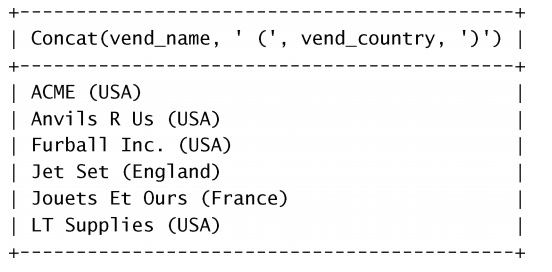 +-------------------------------------------+
| Concat(vend_name, ' (', vend_country, ')') |
+-------------------------------------------+
| ACME (USA) |
| Anvils R Us (USA) |
| Furball Inc. (USA) |
| Jet Set (England) |
| Jouets Et Ours (France) |
| LT Supplies (USA) |
+-------------------------------------------+